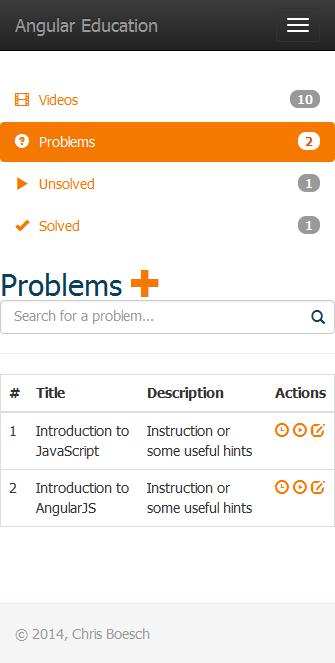 Angular Education
Videos 10
Problems 2
Unsolved 1
Solved 1
Problems
Search for a problem...
# Title Description Actions
1 Introduction to Instruction or
JavaScript some useful hints
2 Introduction to Instruction or
AngularJS some useful hints
© 2014, Chris Boesch